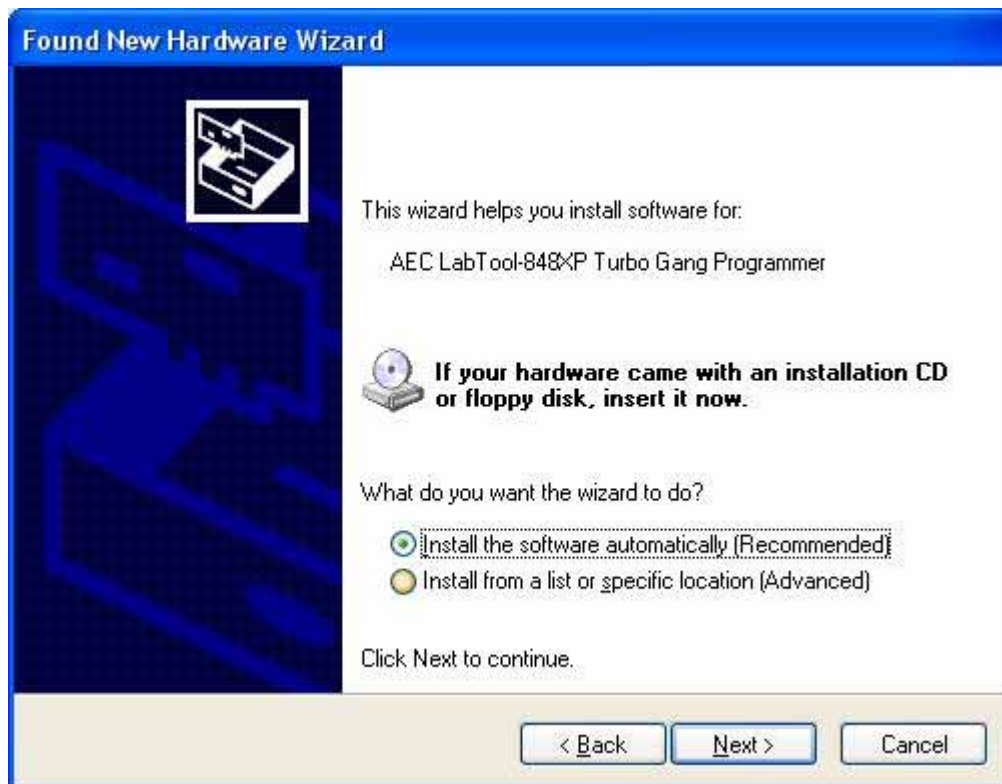 Found New Hardware Wizard
This wizard helps you install software for:
AEC LabTool-848XP Turbo Gang Programmer
If your hardware came with an installation CD
or floppy disk, insert it now.
What do you want the wizard to do?
Install the software automatically (Recommended)
Install from a list or specific location (Advanced)
Click Next to continue.
< Back Next > Cancel